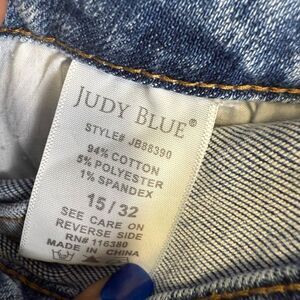 JUDY BLUE®
STYLE# JB88390
94% COTTON
5% POLYESTER
1% SPANDEX
15/32
SEE CARE ON
REVERSE SIDE
RN# 116380
MADE IN CHINA